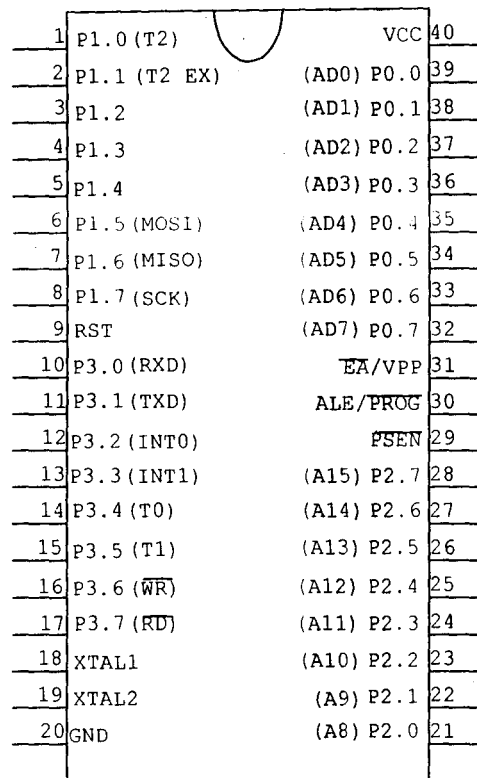 1 P1.0(T2) VCC 40
2 P1.1(T2 EX) (AD0) P0.0 39
3 P1.2 (AD1) P0.1 38
4 P1.3 (AD2) P0.2 37
5 P1.4 (AD3) P0.3 36
6 P1.5(MOSI) (AD4) P0.4 35
7 P1.6(MISO) (AD5) P0.5 34
8 P1.7(SCK) (AD6) P0.6 33
9 RST (AD7) P0.7 32
10 P3.0(RXD) E̅A̅/VPP 31
11 P3.1(TXD) ALE/P̅R̅O̅G̅ 30
12 P3.2(INT0) P̅S̅E̅N̅ 29
13 P3.3(INT1) (A15) P2.7 28
14 P3.4(T0) (A14) P2.6 27
15 P3.5(T1) (A13) P2.5 26
16 P3.6(W̅R̅) (A12) P2.4 25
17 P3.7(R̅D̅) (A11) P2.3 24
18 XTAL1 (A10) P2.2 23
19 XTAL2 (A9) P2.1 22
20 GND (A8) P2.0 21